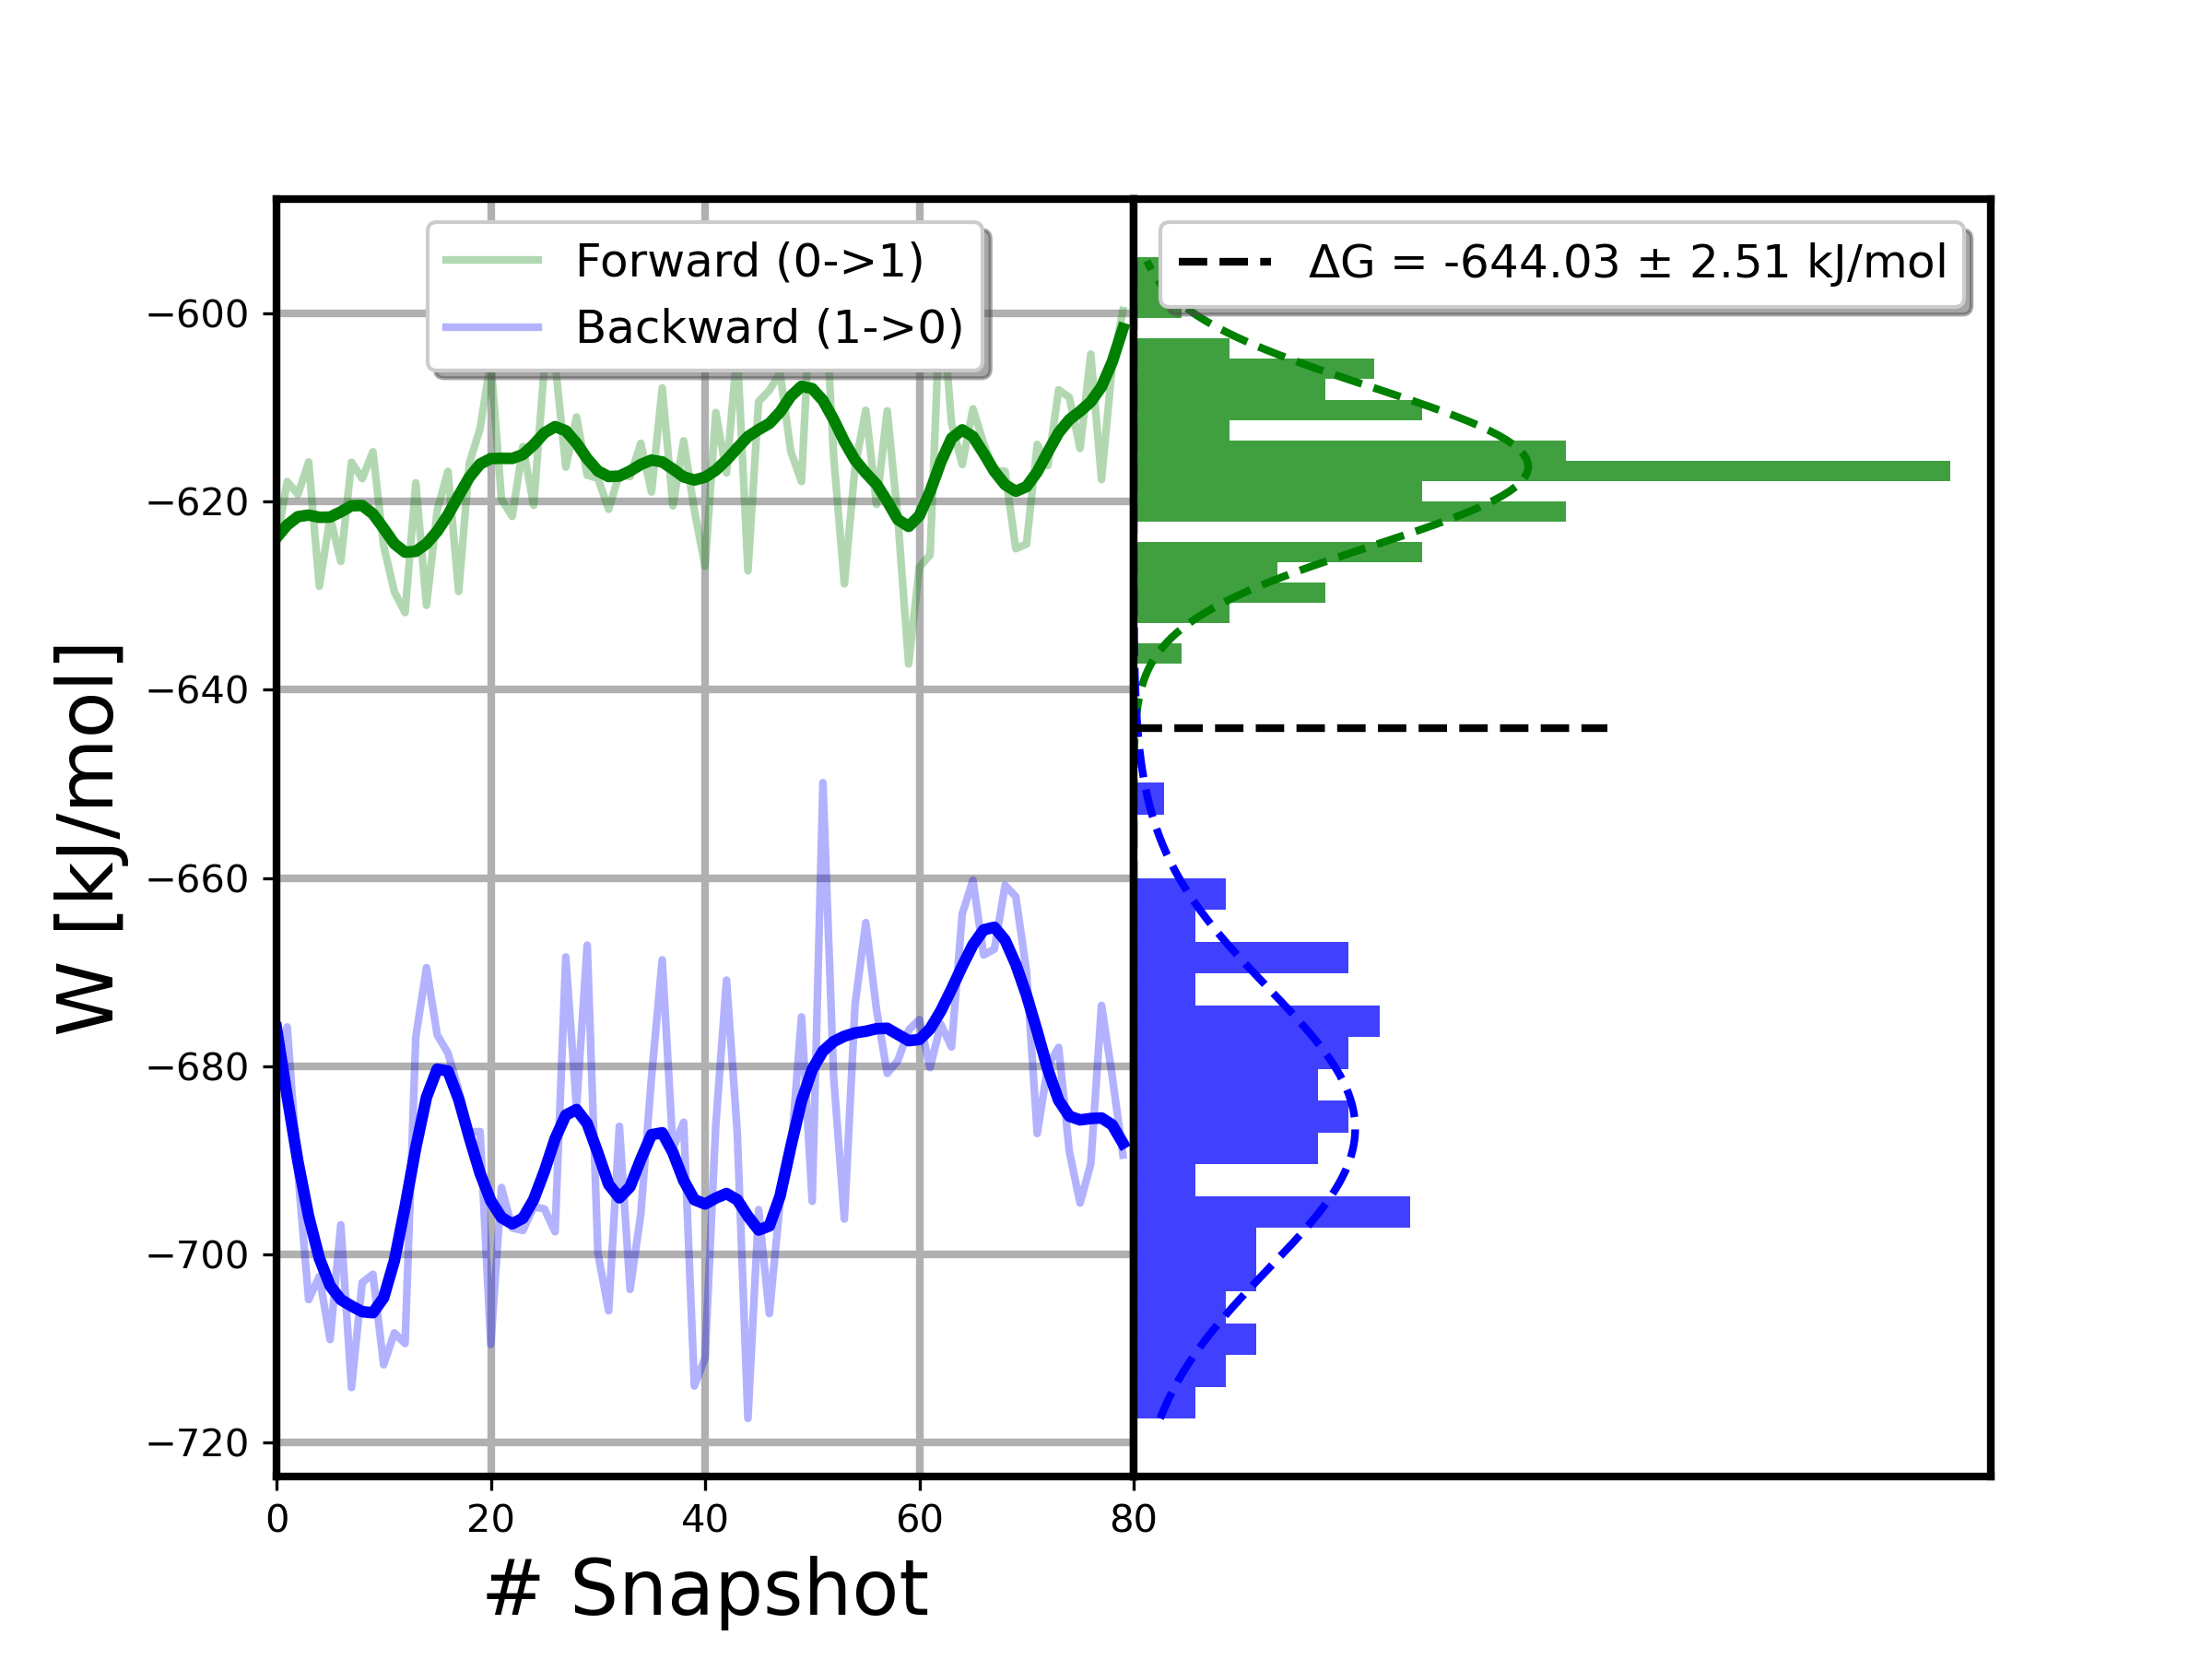 Forward (0->1)
Backward (1->0)
ΔG = -644.03 ± 2.51 kJ/mol
W [kJ/mol]
−600
−620
−640
−660
−680
−700
−720
0 20 40 60 80
# Snapshot